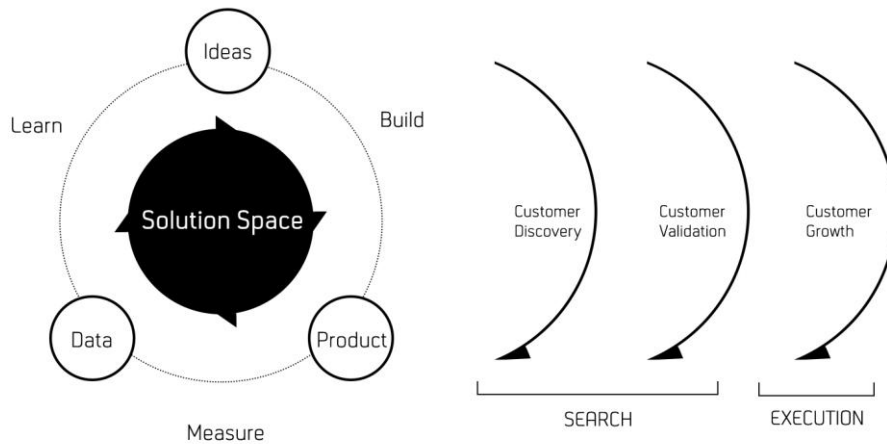 Ideas
Learn
Build
Solution Space
Data
Product
Measure
Customer
Discovery
Customer
Validation
Customer
Growth
SEARCH
EXECUTION